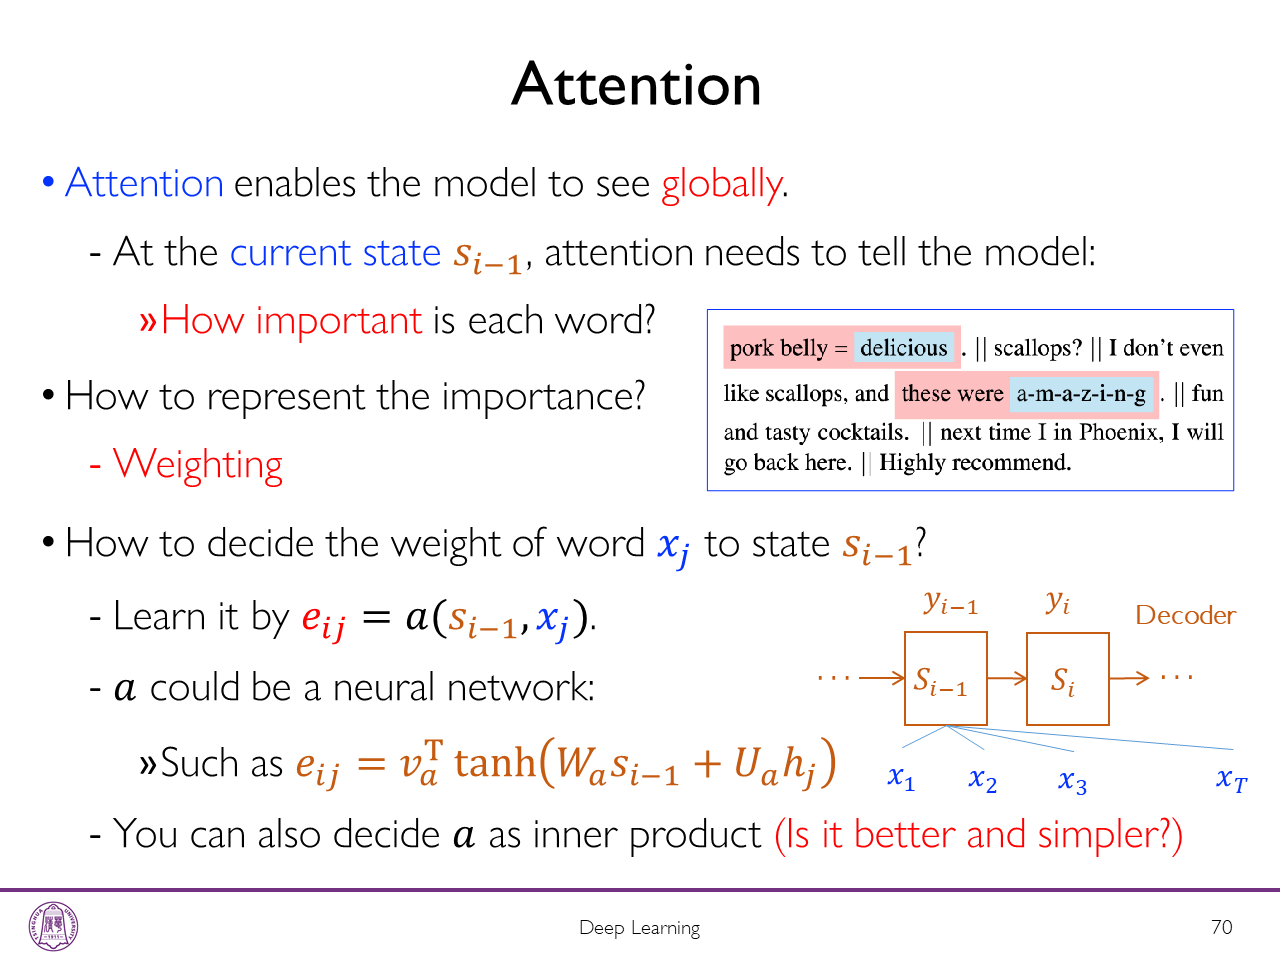 Attention
• Attention enables the model to see globally.
- At the current state s_{i−1}, attention needs to tell the model:
»How important is each word?
pork belly = delicious . || scallops? || I don't even
like scallops, and these were a-m-a-z-i-n-g . || fun
and tasty cocktails. || next time I in Phoenix, I will
go back here. || Highly recommend.
• How to represent the importance?
- Weighting
• How to decide the weight of word x_j to state s_{i−1}?
- Learn it by e_{ij} = a(s_{i−1}, x_j).
- a could be a neural network:
»Such as e_{ij} = v_a^T tanh(W_a s_{i−1} + U_a h_j)
- You can also decide a as inner product (Is it better and simpler?)
y_{i−1} y_i Decoder
··· S_{i−1} S_i ···
x_1 x_2 x_3 x_T
TSINGHUA UNIVERSITY
-1911-
Deep Learning
70